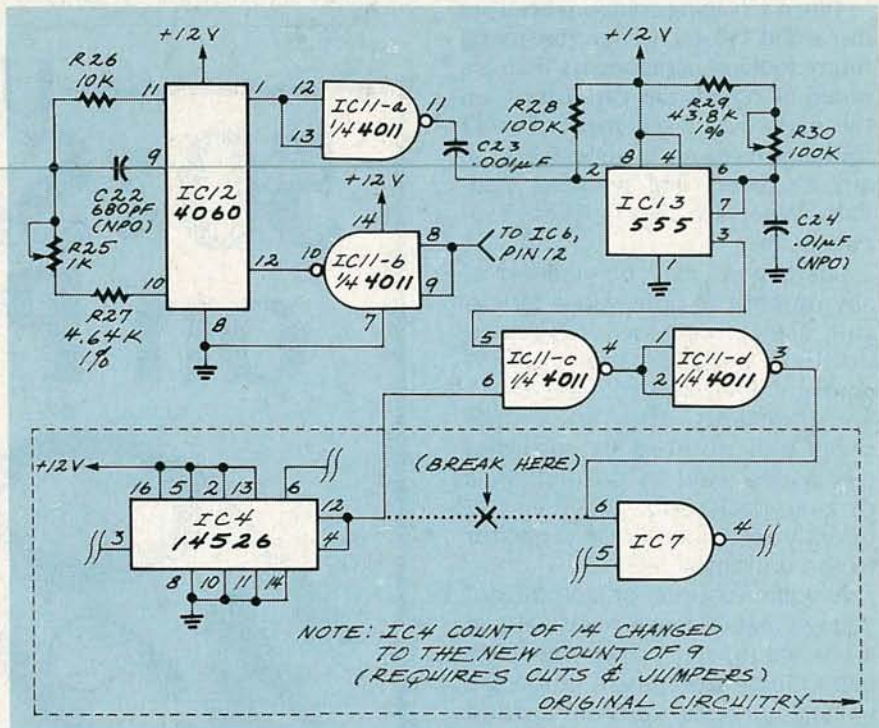 +12V
R26
10K
11
1
12
13
IC11-a
1/4 4011
11
C23
.001µF
R28
100K
+12V
R29
43.8K
1%
R30
100K
C22
680pF
(NPO)
9
IC12
4060
R25
1K
R27
4.64K
1%
10
8
12
+12V
14
10
IC11-b
1/4 4011
8
9
7
TO IC6,
PIN 12
2
8
4
6
7
3
IC13
555
1
C24
.01µF
(NPO)
5
6
IC11-c
1/4 4011
4
1
2
IC11-d
1/4 4011
3
+12V
16
5
2
13
6
IC4
14526
3
12
4
8
10
11
14
(BREAK HERE)
6
5
IC7
4
NOTE: IC4 COUNT OF 14 CHANGED
TO THE NEW COUNT OF 9
(REQUIRES CUTS & JUMPERS)
ORIGINAL CIRCUITRY